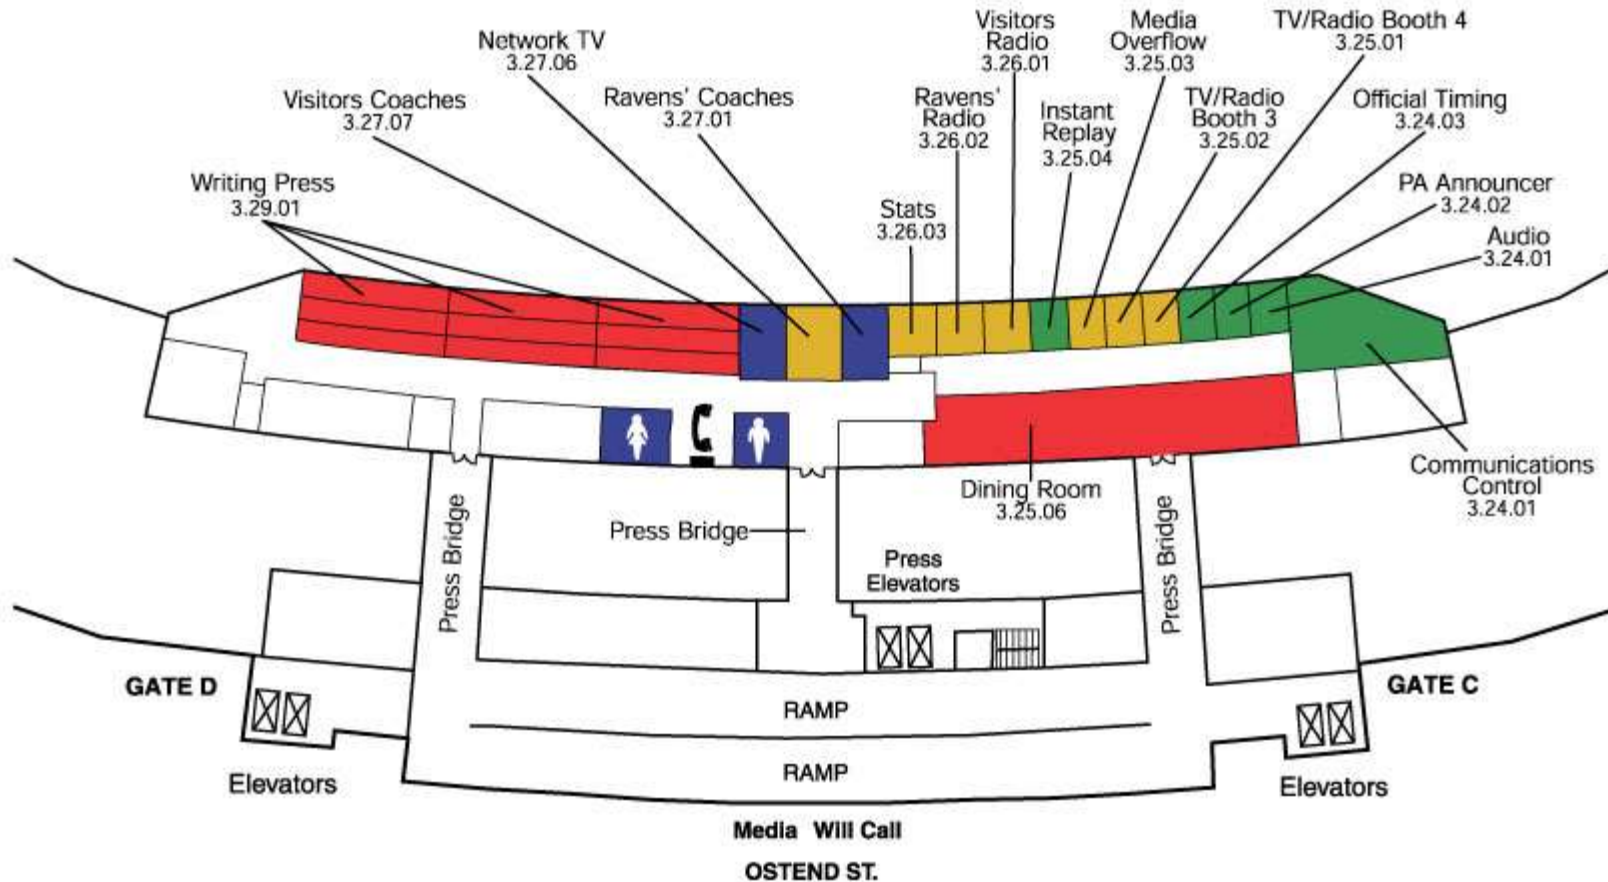 Visitors
Radio
3.26.01
Media
Overflow
3.25.03
TV/Radio Booth 4
3.25.01
Network TV
3.27.06
Visitors Coaches
3.27.07
Ravens' Coaches
3.27.01
Ravens'
Radio
3.26.02
Instant
Replay
3.25.04
TV/Radio
Booth 3
3.25.02
Official Timing
3.24.03
Writing Press
3.29.01
Stats
3.26.03
PA Announcer
3.24.02
Audio
3.24.01
Communications
Control
3.24.01
Dining Room
3.25.06
Press Bridge
Press Bridge
Press Bridge
Press
Elevators
GATE D
GATE C
RAMP
RAMP
Elevators
Elevators
Media Will Call
OSTEND ST.